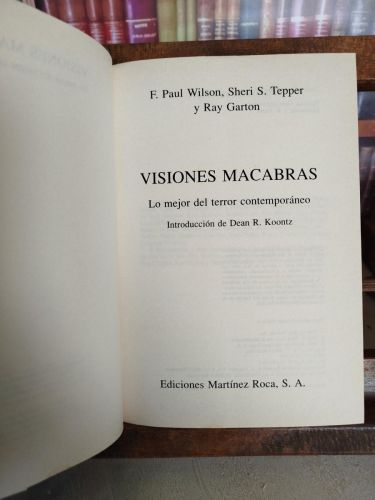 F. Paul Wilson, Sheri S. Tepper
y Ray Garton
VISIONES MACABRAS
Lo mejor del terror contemporáneo
Introducción de Dean R. Koontz
Ediciones Martínez Roca, S. A.